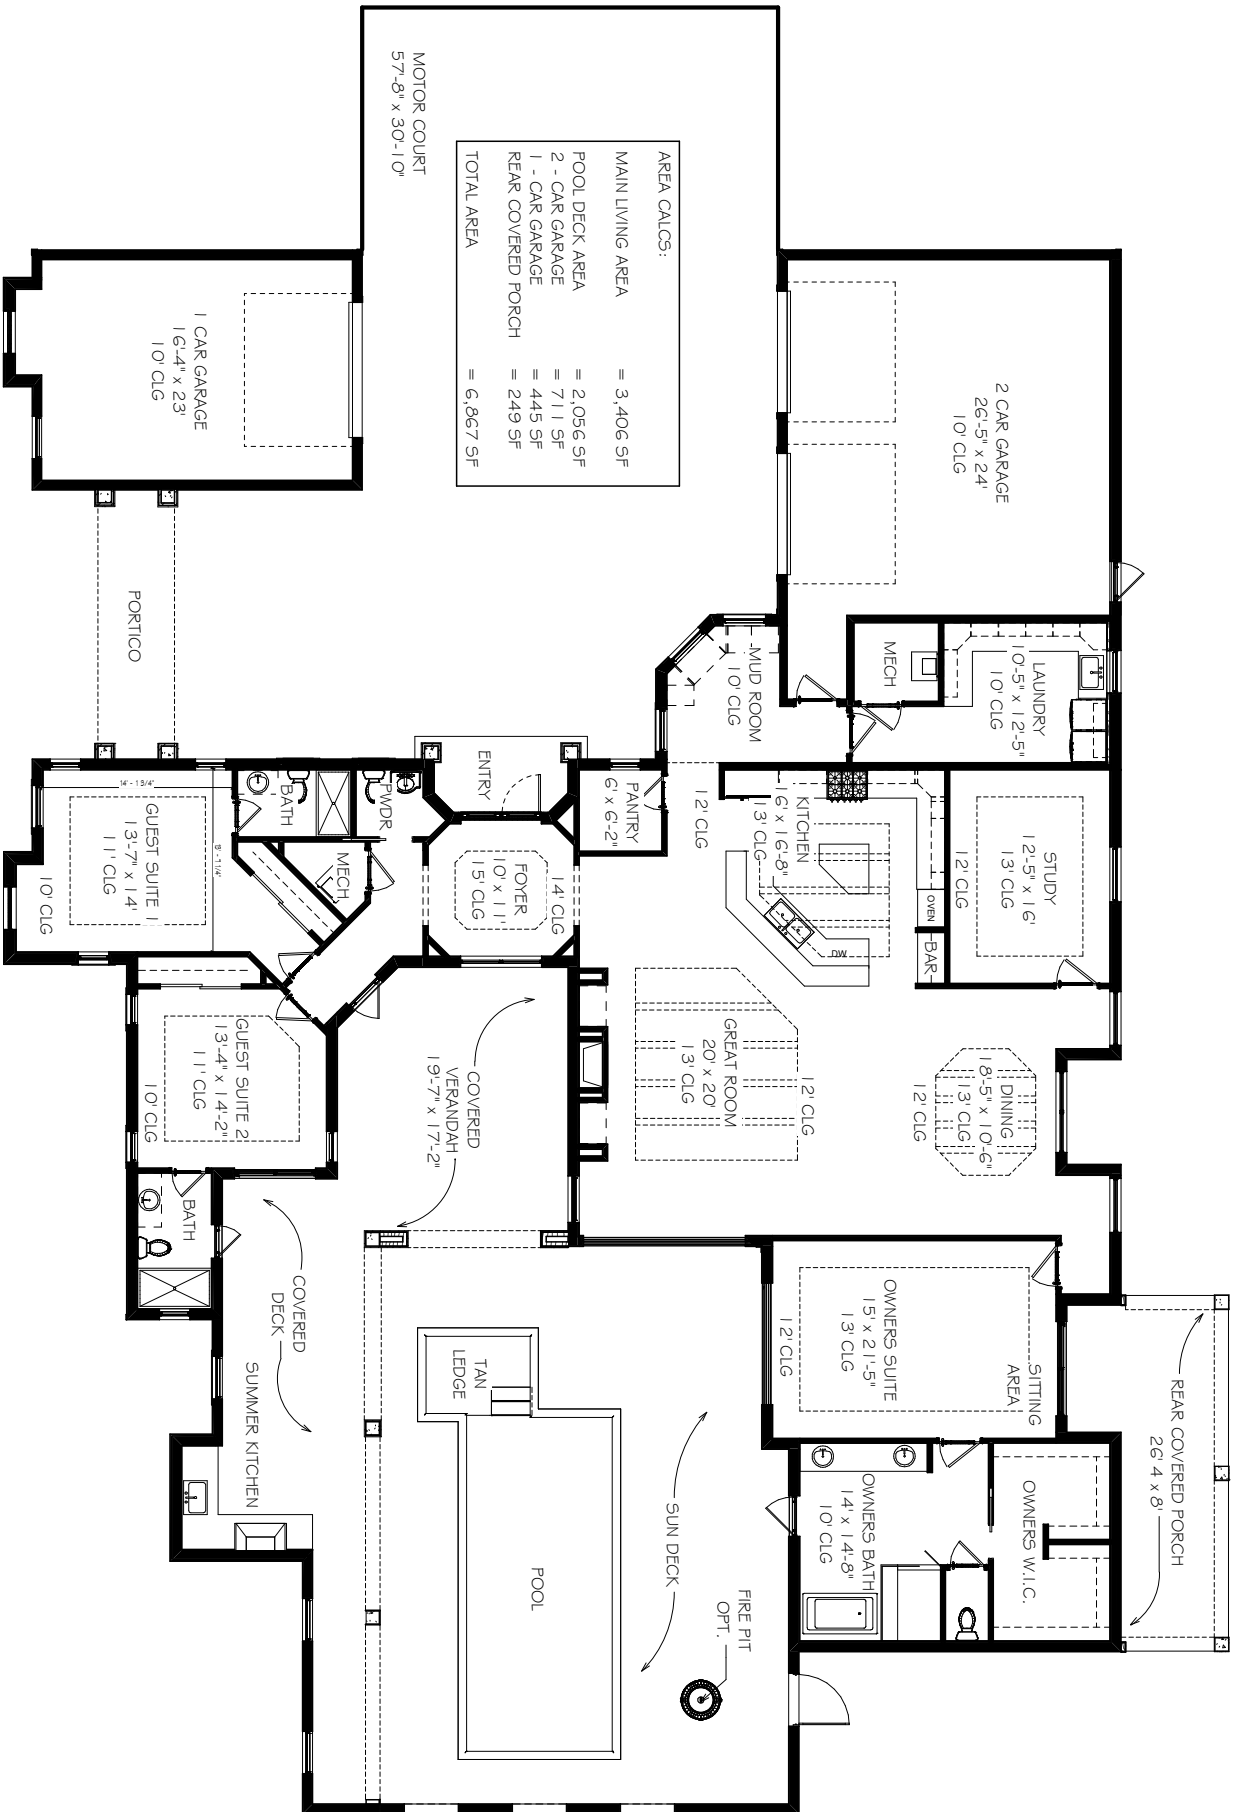 MOTOR COURT
57'-8" x 30'-10"
AREA CALCS:
MAIN LIVING AREA = 3,406 SF
POOL DECK AREA = 2,056 SF
2 - CAR GARAGE = 711 SF
1 - CAR GARAGE = 445 SF
REAR COVERED PORCH = 249 SF
TOTAL AREA = 6,867 SF
2 CAR GARAGE
26'-5" x 24'
10' CLG
1 CAR GARAGE
16'-4" x 23'
10' CLG
PORTICO
MECH
LAUNDRY
10'-5" x 12'-5"
10' CLG
MUD ROOM
10' CLG
STUDY
12'-5" x 16'
13' CLG
12' CLG
KITCHEN
16' x 16'-8"
13' CLG
12' CLG
OVEN
BAR
DW
PANTRY
6' x 6'-2"
ENTRY
FOYER
10' x 11'
15' CLG
14' CLG
PWDR
BATH
MECH
14' - 1 3/4"
13' - 7 1/4"
GUEST SUITE 1
13'-7" x 14'
11' CLG
10' CLG
GUEST SUITE 2
13'-4" x 14'-2"
11' CLG
10' CLG
BATH
DINING
18'-5" x 10'-6"
13' CLG
12' CLG
GREAT ROOM
20' x 20'
13' CLG
12' CLG
COVERED
VERANDAH
19'-7" x 17'-2"
COVERED
DECK
SUMMER KITCHEN
OWNERS SUITE
15' x 21'-5"
13' CLG
12' CLG
SITTING
AREA
REAR COVERED PORCH
26' 4 x 8'
OWNERS W.I.C.
OWNERS BATH
14' x 14'-8"
10' CLG
TAN
LEDGE
POOL
SUN DECK
FIRE PIT
OPT.